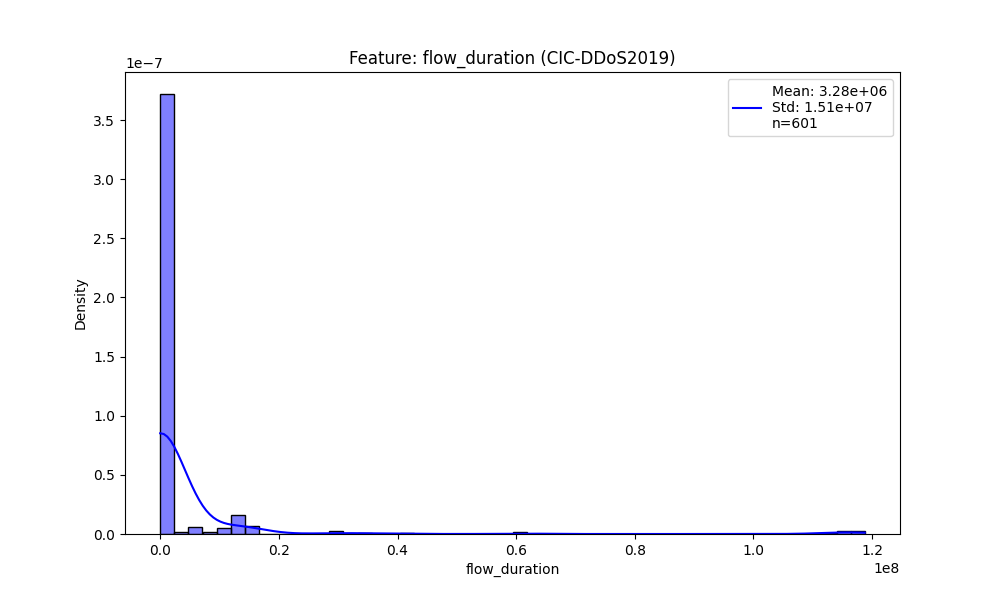 Feature: flow_duration (CIC-DDoS2019)
1e−7
Mean: 3.28e+06
Std: 1.51e+07
n=601
3.5
3.0
2.5
2.0
1.5
1.0
0.5
0.0
Density
0.0 0.2 0.4 0.6 0.8 1.0 1.2
1e8
flow_duration